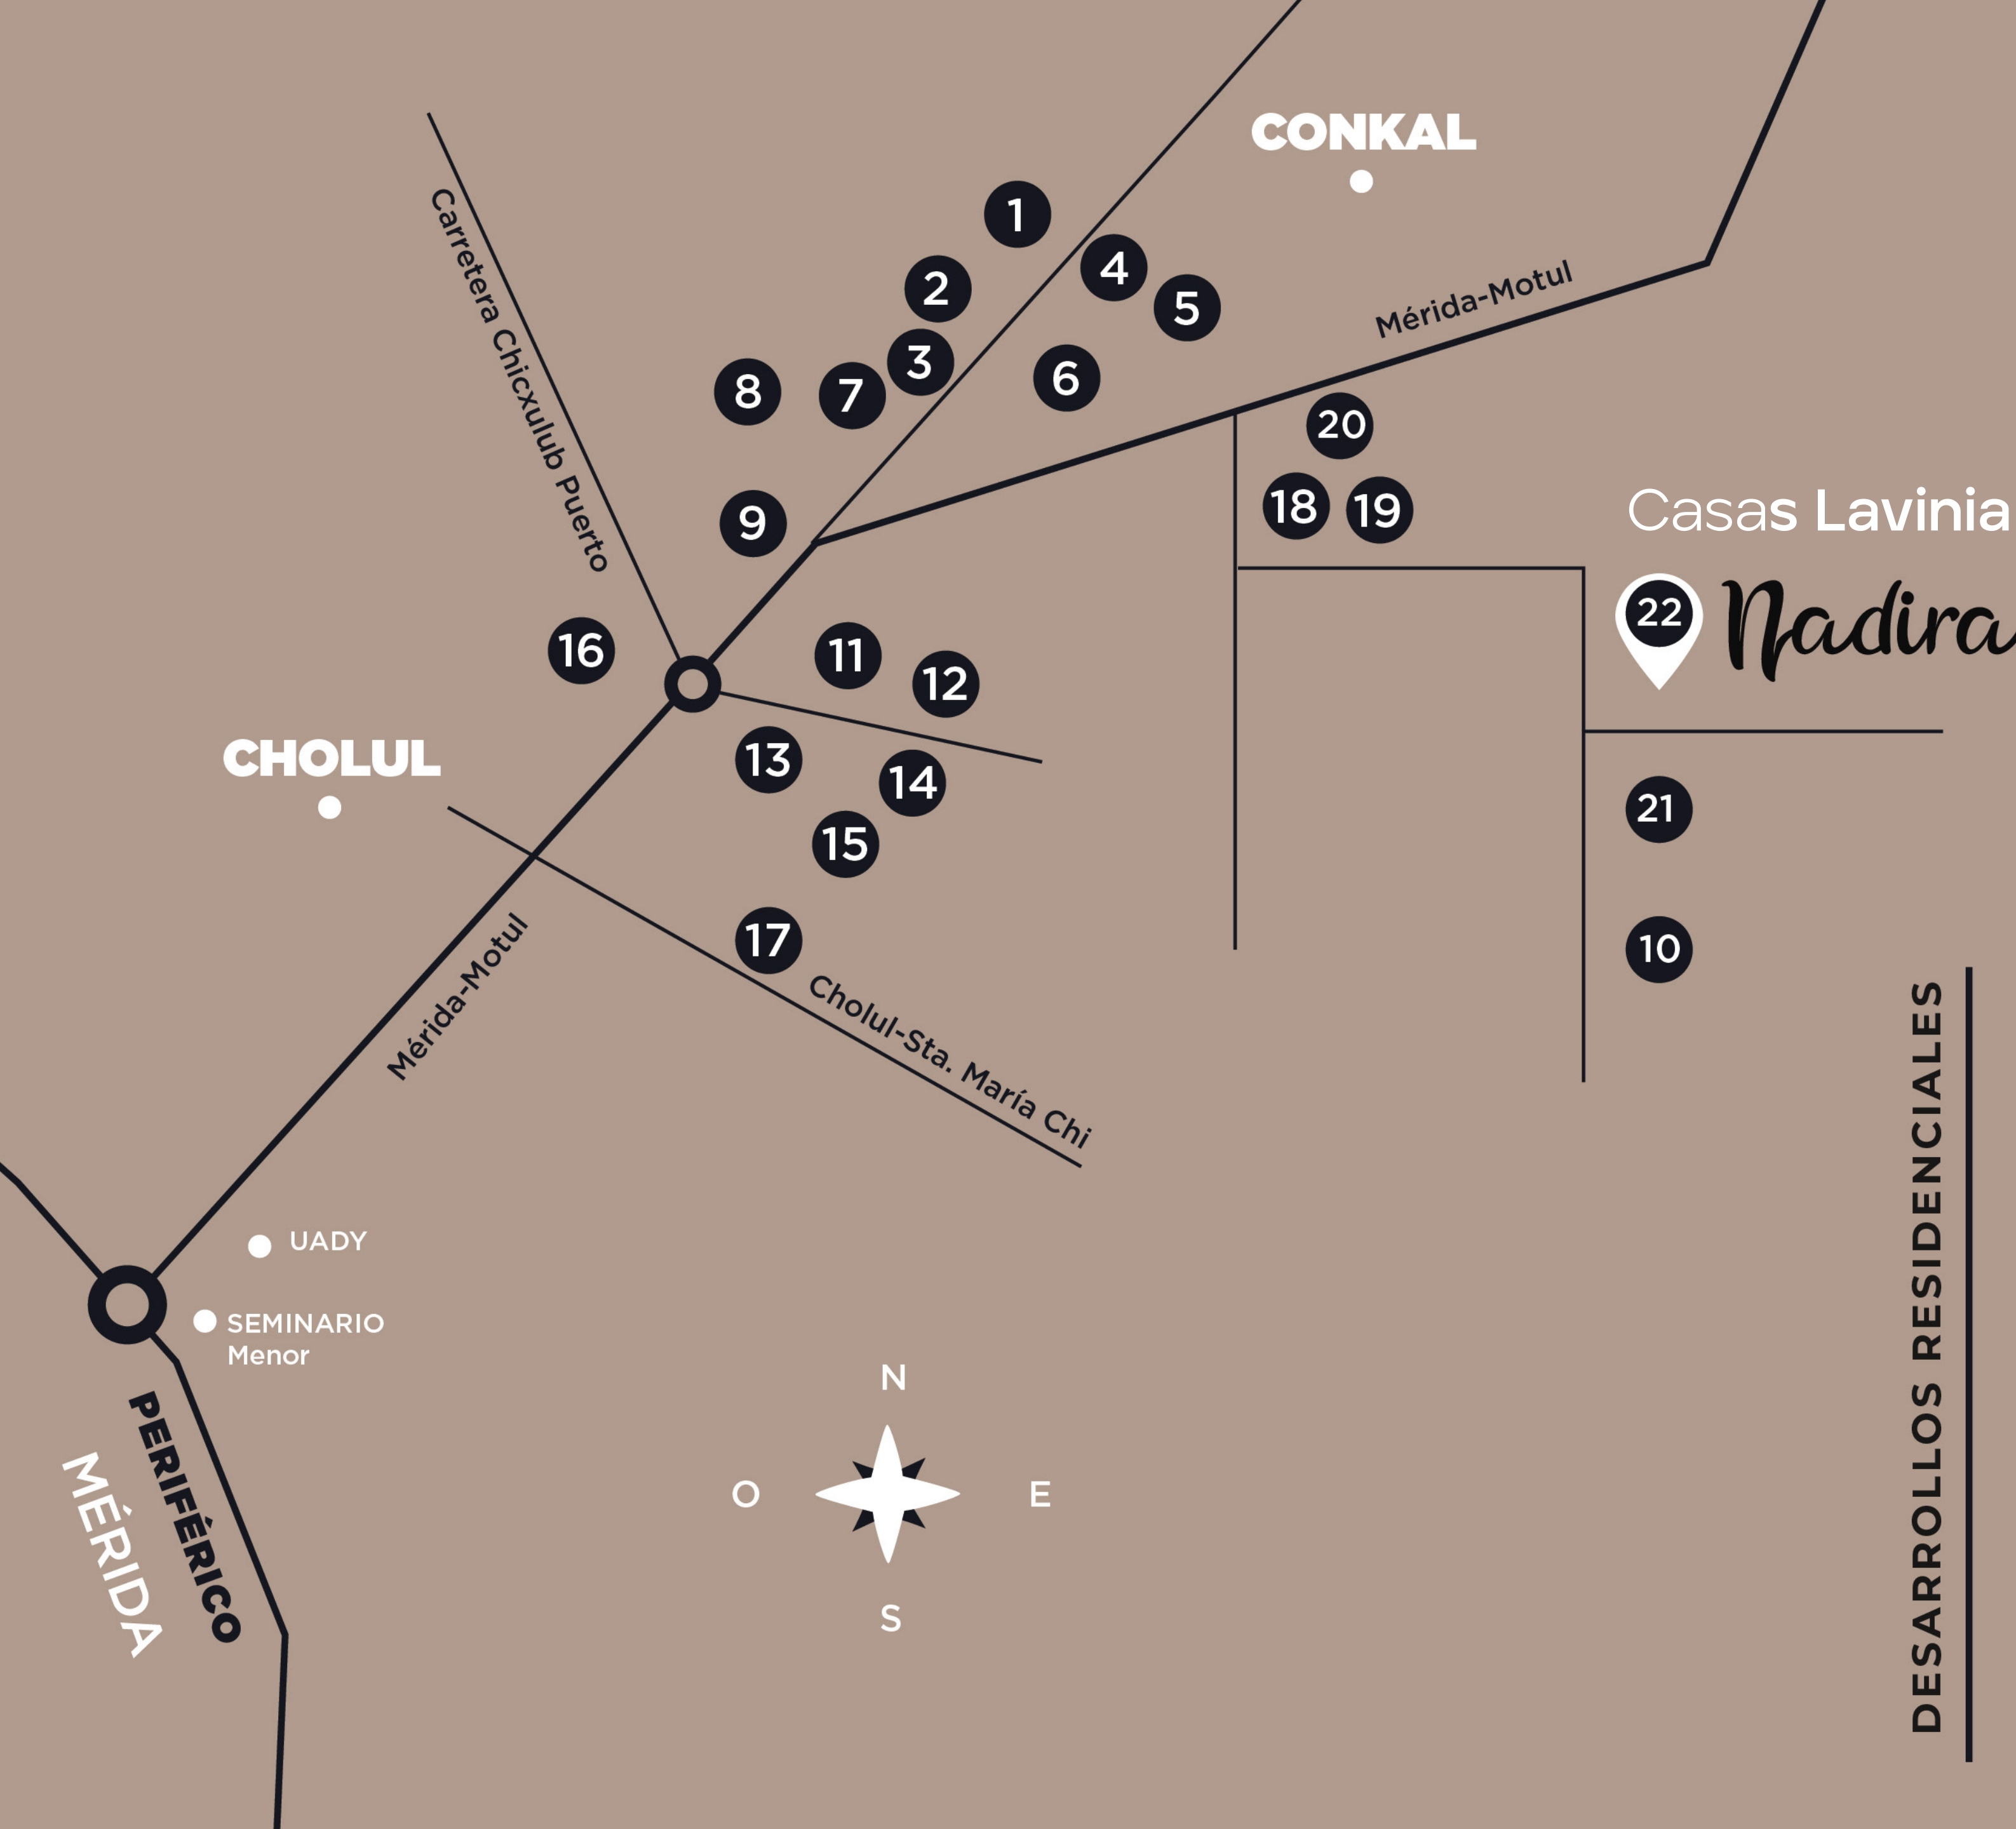 CONKAL
Carretera Chicxulub Puerto
1
4
2
5
Mérida-Motul
3
6
8
7
20
18
19
9
Casas Lavinia
22
Nadira
16
11
12
CHOLUL
13
14
21
15
17
10
Mérida-Motul
Cholul-Sta. María Chi
DESARROLLOS RESIDENCIALES
UADY
SEMINARIO
Menor
PERIFÉRICO
MÉRIDA
N
O
E
S